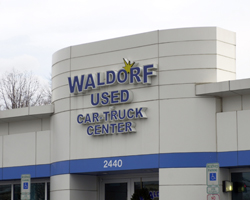 WALDORF
USED
CAR·TRUCK
CENTER
2440